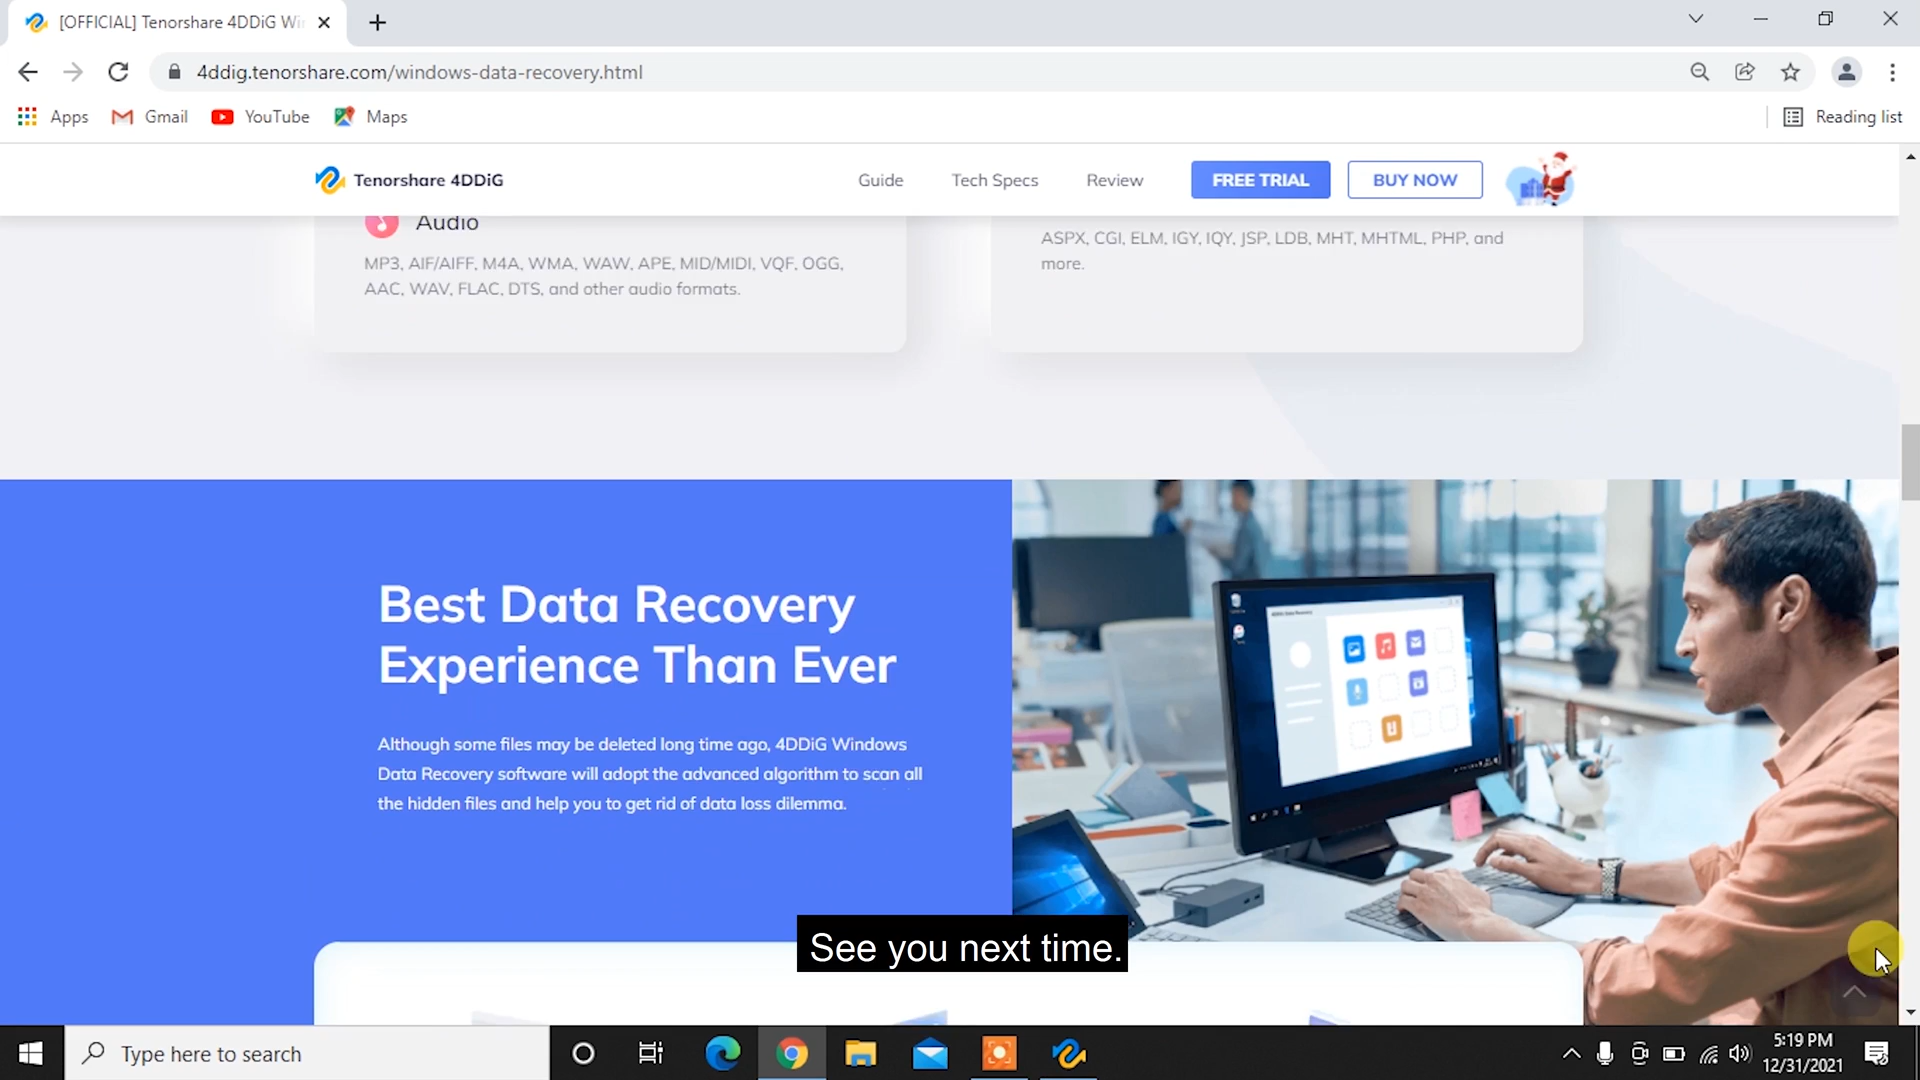 [OFFICIAL] Tenorshare 4DDiG Wi
4ddig.tenorshare.com/windows-data-recovery.html
Apps Gmail YouTube Maps Reading list
Tenorshare 4DDiG Guide Tech Specs Review FREE TRIAL BUY NOW
Audio
MP3, AIF/AIFF, M4A, WMA, WAW, APE, MID/MIDI, VQF, OGG,
AAC, WAV, FLAC, DTS, and other audio formats.
ASPX, CGI, ELM, IGY, IQY, JSP, LDB, MHT, MHTML, PHP, and
more.
Best Data Recovery
Experience Than Ever
Although some files may be deleted long time ago, 4DDiG Windows
Data Recovery software will adopt the advanced algorithm to scan all
the hidden files and help you to get rid of data loss dilemma.
See you next time.
Type here to search
5:19 PM
12/31/2021